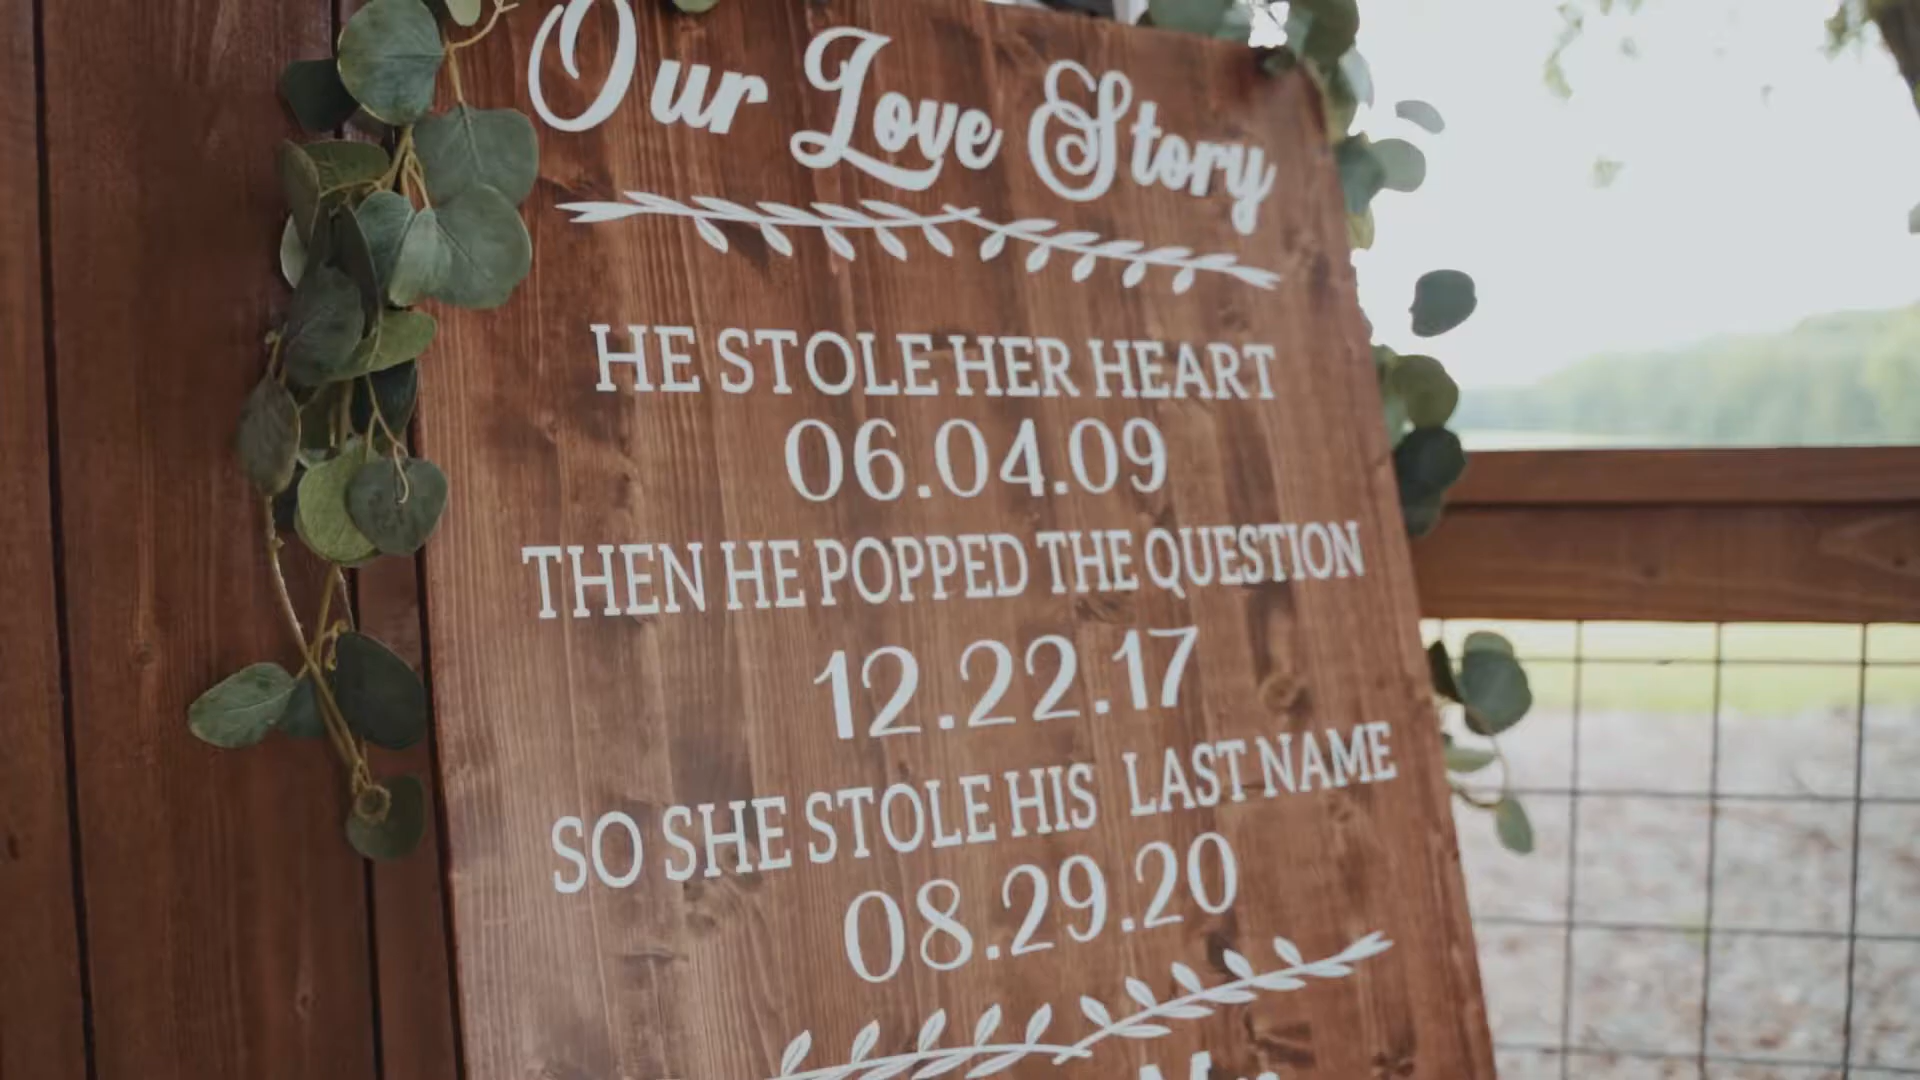 Our Love Story
HE STOLE HER HEART
06.04.09
THEN HE POPPED THE QUESTION
12.22.17
SO SHE STOLE HIS LAST NAME
08.29.20